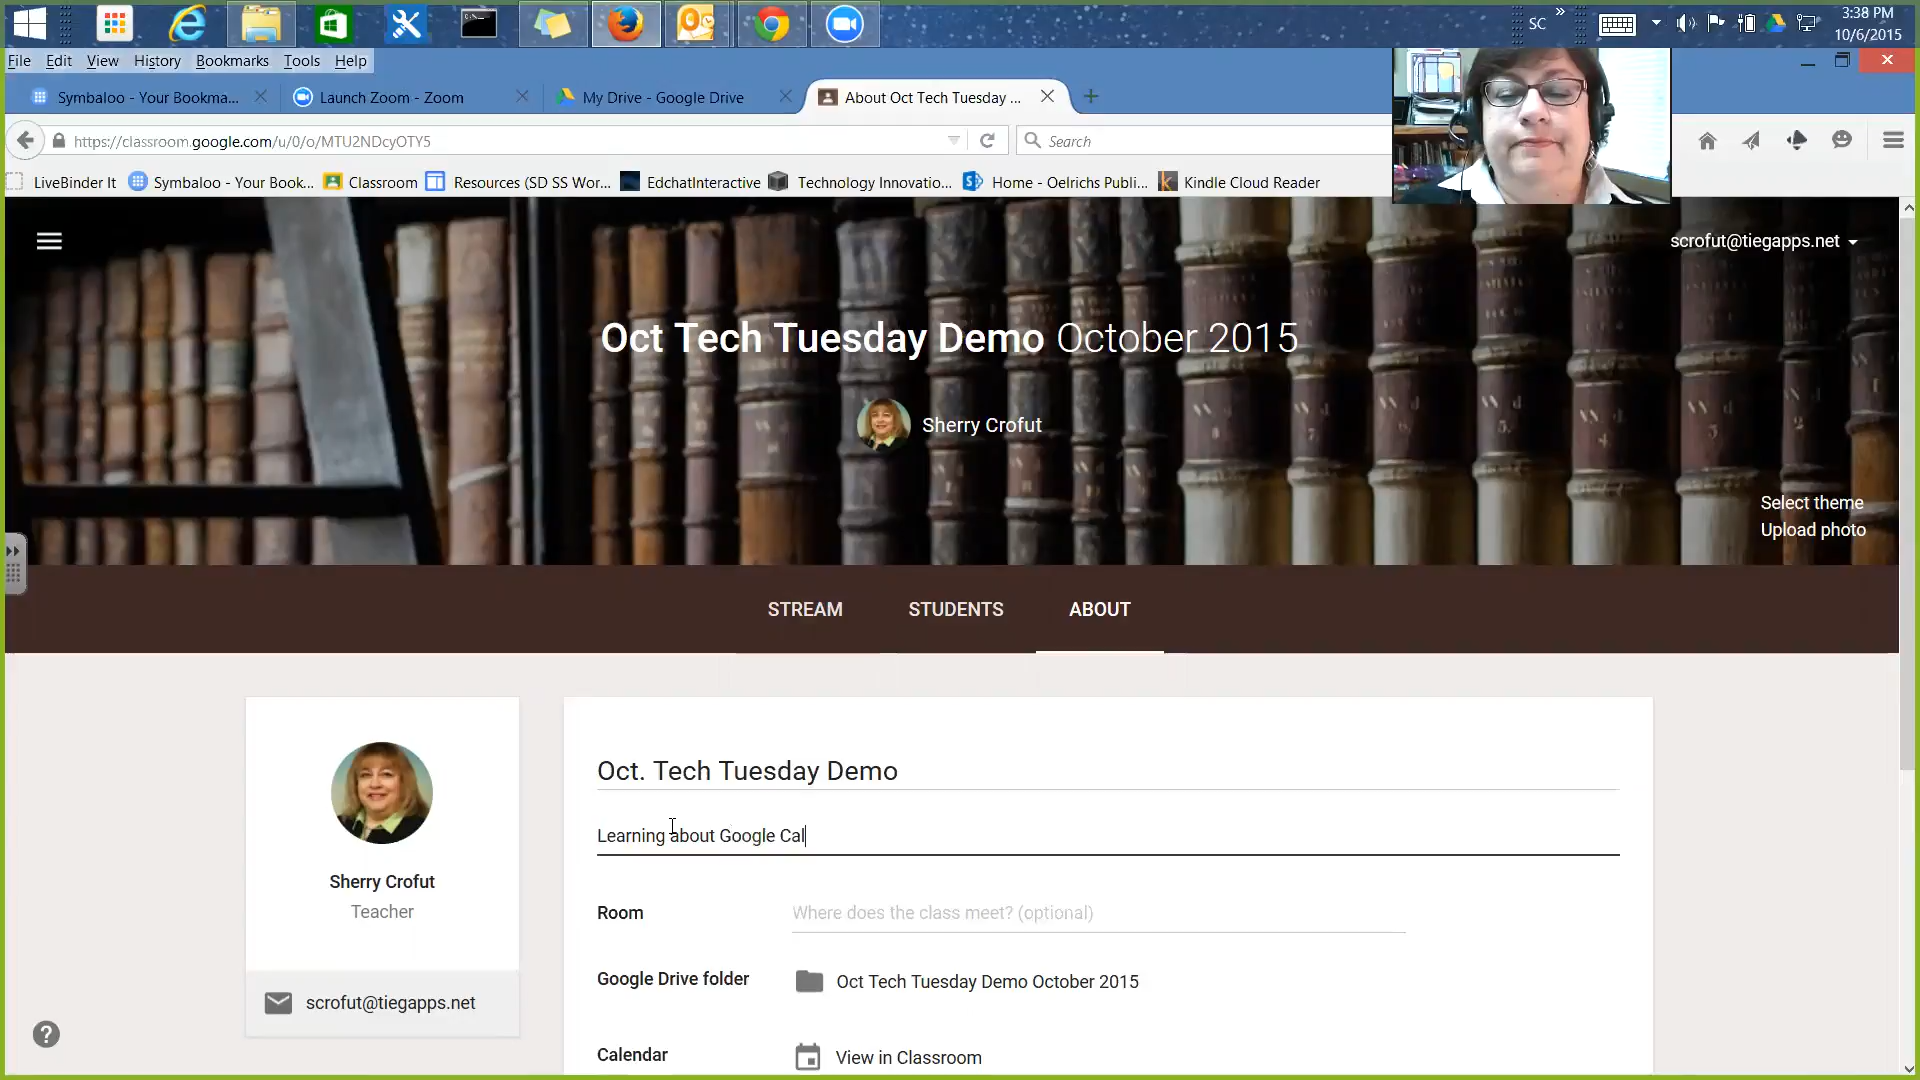 SC
3:38 PM
10/6/2015
File Edit View History Bookmarks Tools Help
Symbaloo - Your Bookma... Launch Zoom - Zoom My Drive - Google Drive About Oct Tech Tuesday ...
https://classroom.google.com/u/0/o/MTU2NDcyOTY5 Search
LiveBinder It Symbaloo - Your Book... Classroom Resources (SD SS Wor... EdchatInteractive Technology Innovatio... Home - Oelrichs Publi... Kindle Cloud Reader
scrofut@tiegapps.net
Oct Tech Tuesday Demo October 2015
Sherry Crofut
Select theme
Upload photo
STREAM STUDENTS ABOUT
Oct. Tech Tuesday Demo
Learning about Google Cal
Sherry Crofut
Teacher
scrofut@tiegapps.net
Room Where does the class meet? (optional)
Google Drive folder Oct Tech Tuesday Demo October 2015
Calendar View in Classroom